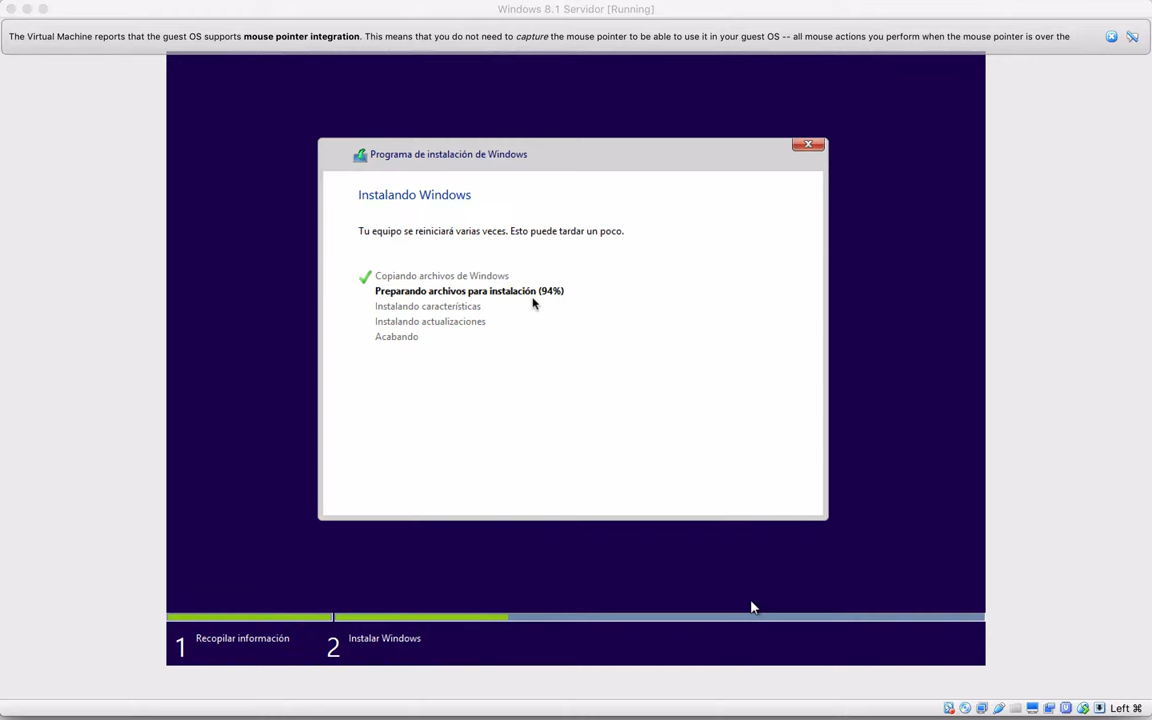 Windows 8.1 Servidor [Running]
The Virtual Machine reports that the guest OS supports mouse pointer integration. This means that you do not need to capture the mouse pointer to be able to use it in your guest OS -- all mouse actions you perform when the mouse pointer is over the
Programa de instalación de Windows
Instalando Windows
Tu equipo se reiniciará varias veces. Esto puede tardar un poco.
Copiando archivos de Windows
Preparando archivos para instalación (94%)
Instalando características
Instalando actualizaciones
Acabando
1 Recopilar información
2 Instalar Windows
Left ⌘